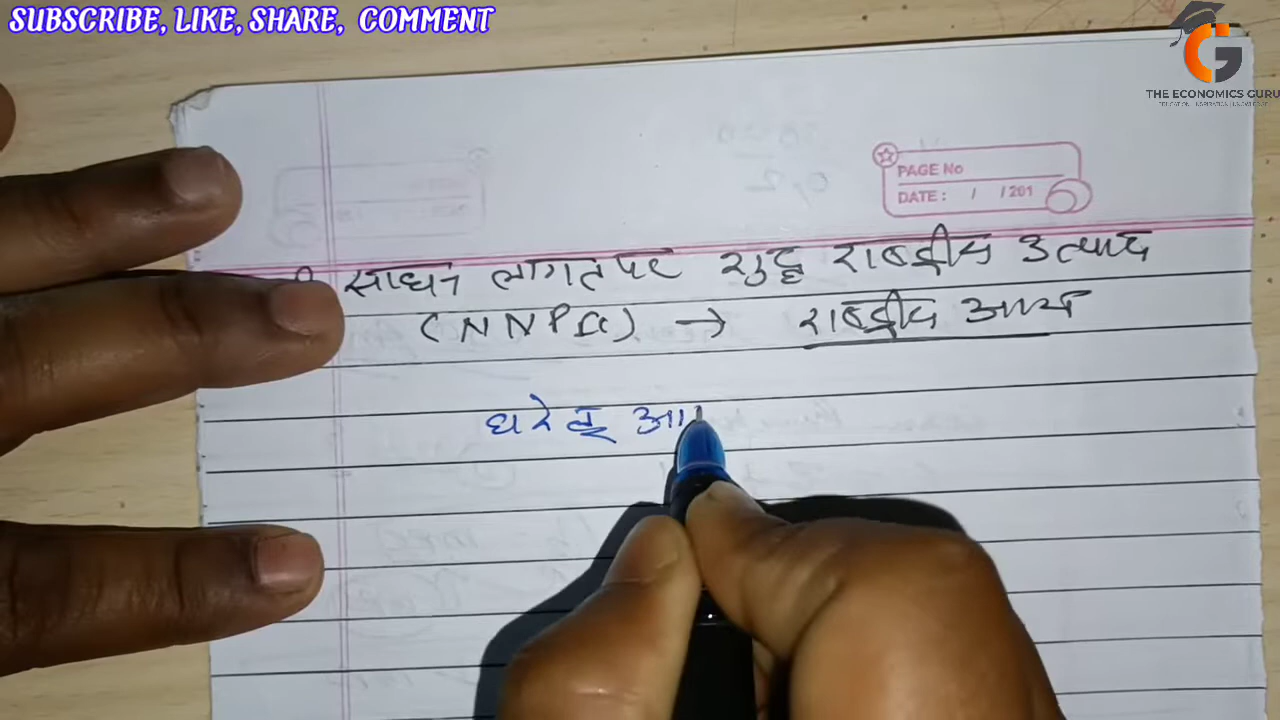 SUBSCRIBE, LIKE, SHARE, COMMENT
THE ECONOMICS GURU
PAGE No
DATE : / / 201
साधन लागत पर शुद्ध राष्ट्रीय उत्पाद
(NNPfc) → राष्ट्रीय आय
घरेलू आ